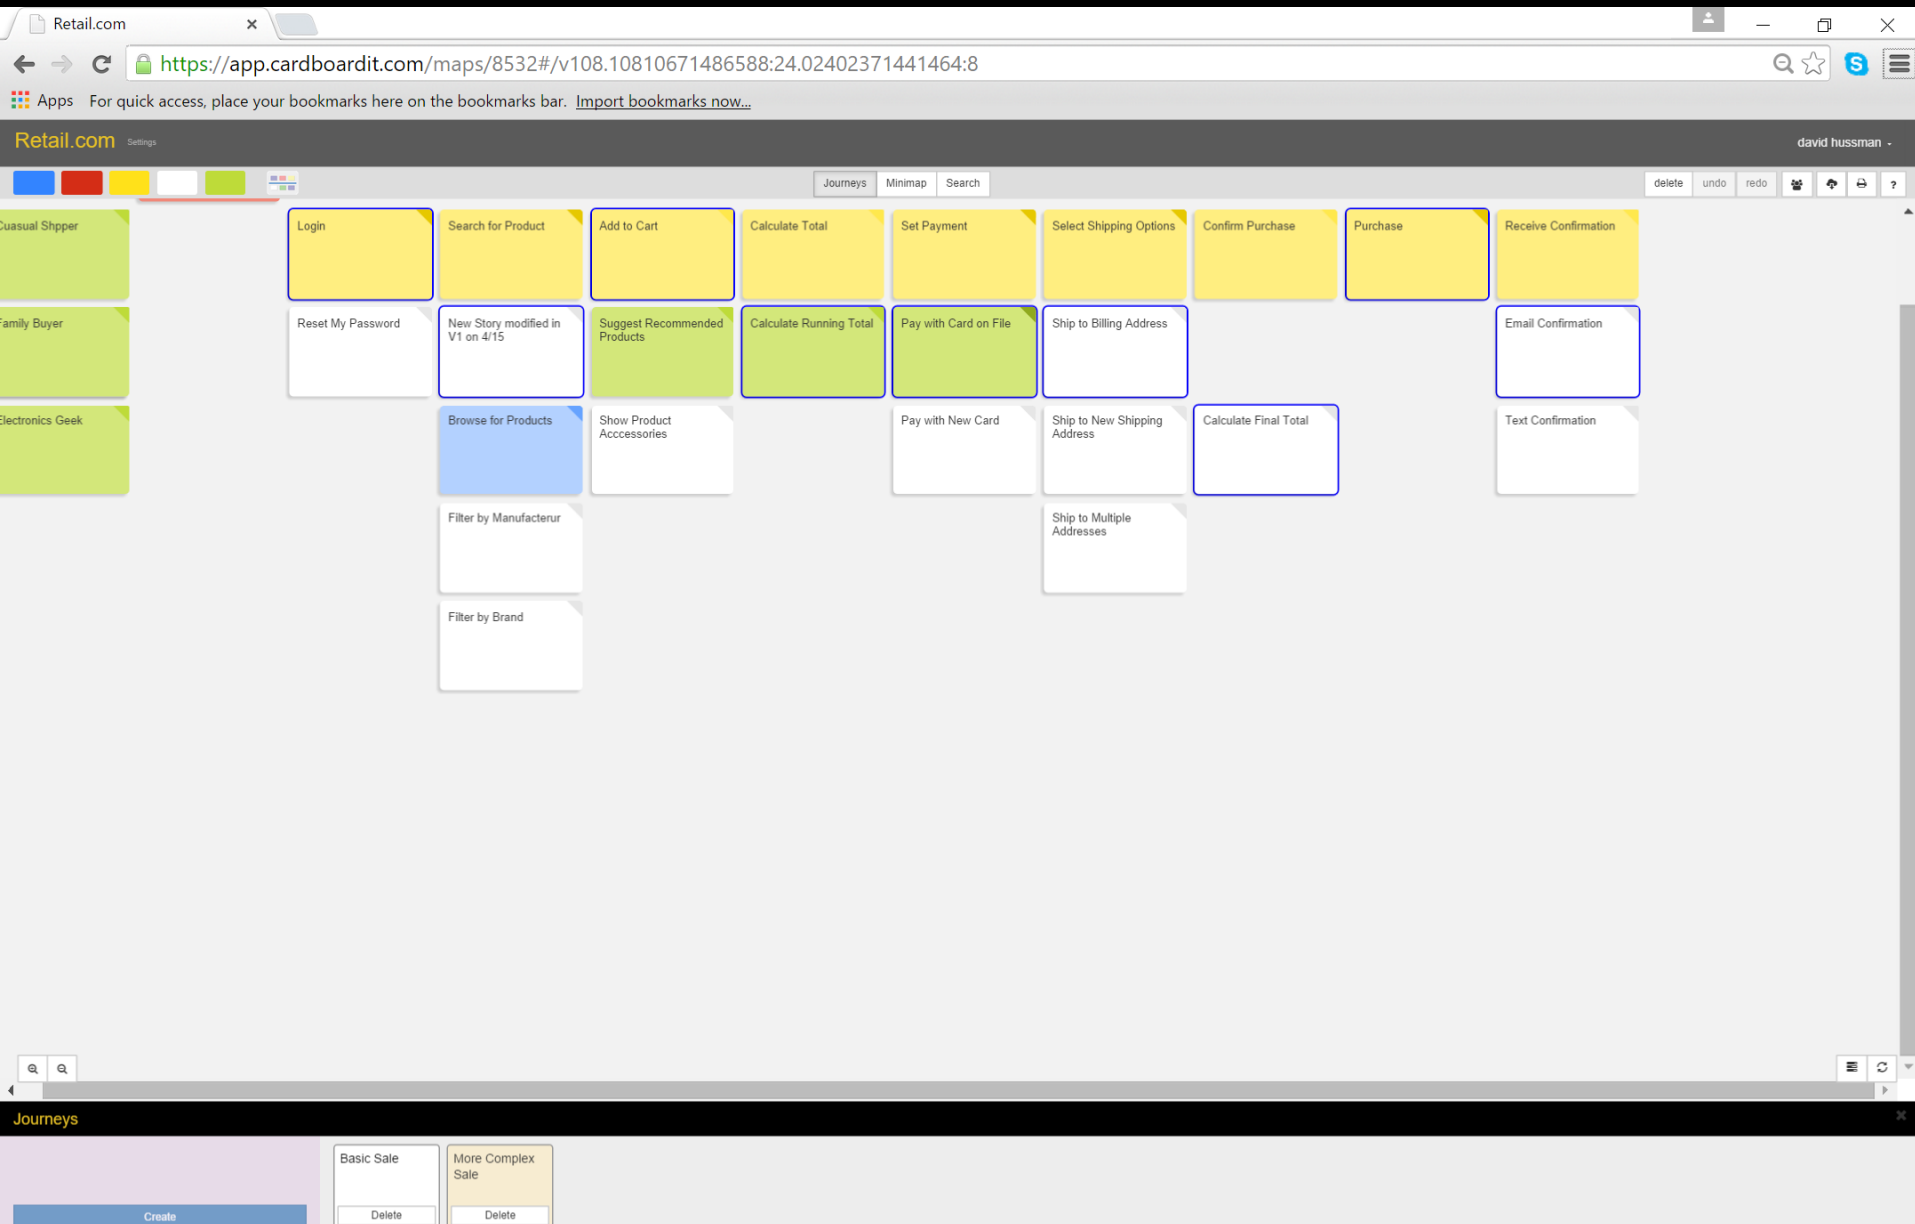 Retail.com
https://app.cardboardit.com/maps/8532#/v108.10810671486588:24.02402371441464:8
Apps For quick access, place your bookmarks here on the bookmarks bar. Import bookmarks now...
Retail.com Settings
david hussman
Journeys Minimap Search
delete undo redo ?
Cuasual Shpper
Login
Search for Product
Add to Cart
Calculate Total
Set Payment
Select Shipping Options
Confirm Purchase
Purchase
Receive Confirmation
Family Buyer
Reset My Password
New Story modified in
V1 on 4/15
Suggest Recommended
Products
Calculate Running Total
Pay with Card on File
Ship to Billing Address
Email Confirmation
Electronics Geek
Browse for Products
Show Product
Acccessories
Pay with New Card
Ship to New Shipping
Address
Calculate Final Total
Text Confirmation
Filter by Manufacterur
Ship to Multiple
Addresses
Filter by Brand
Journeys
Basic Sale
More Complex
Sale
Create
Delete
Delete